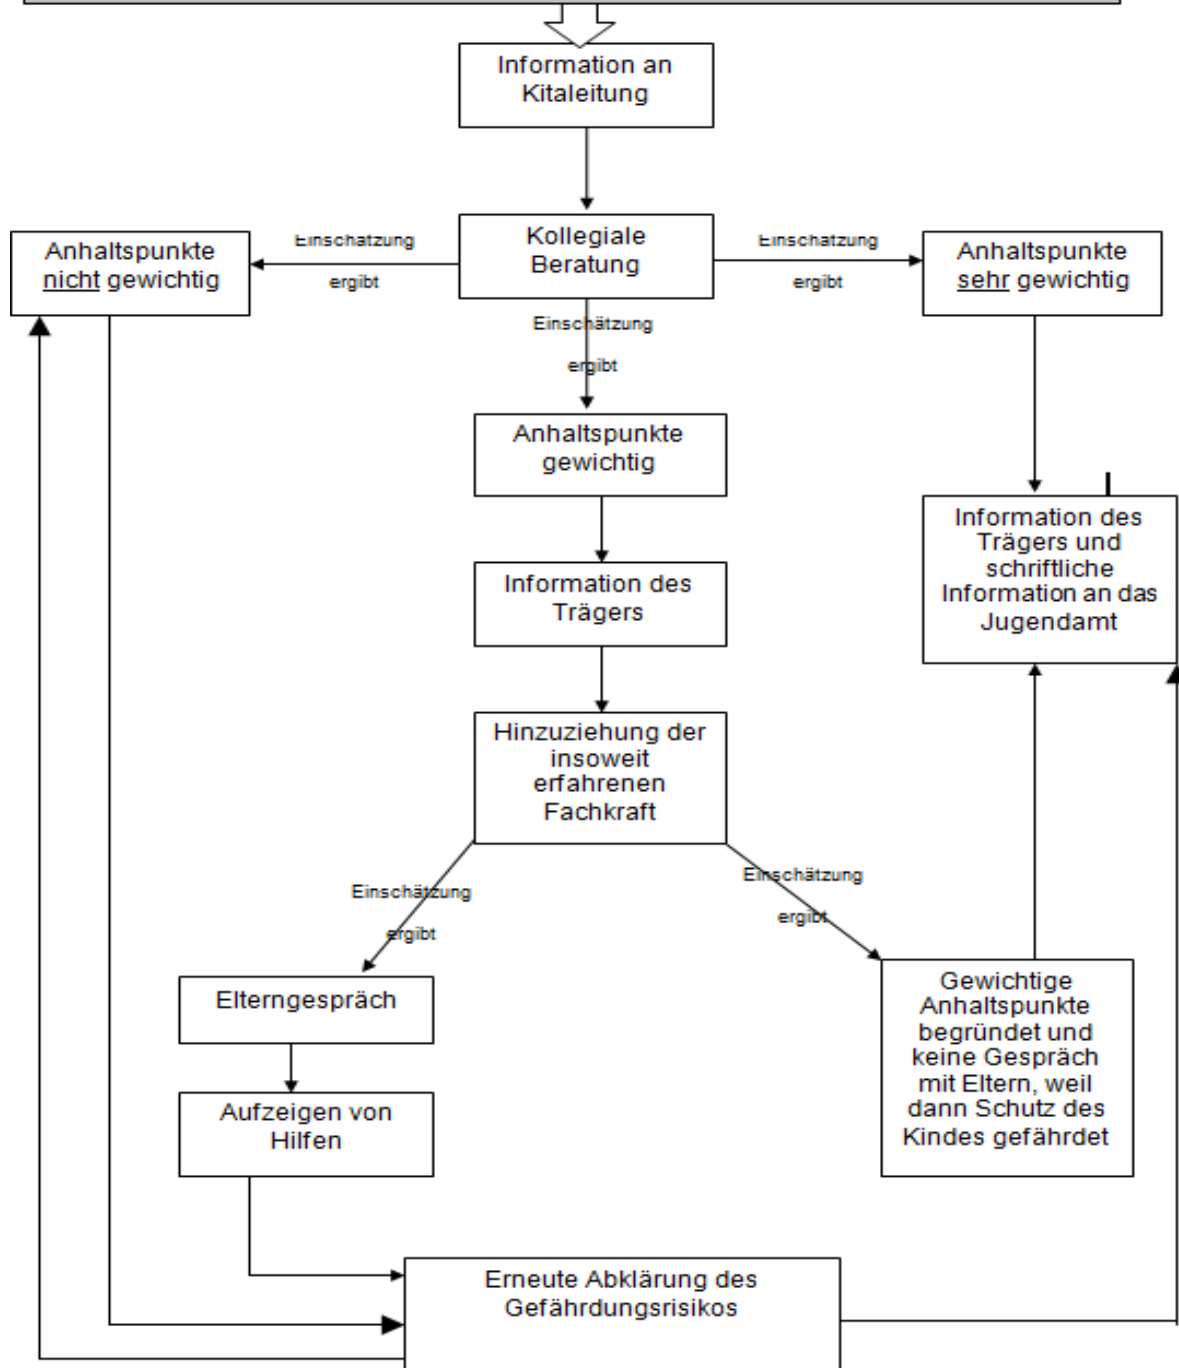 Information an
Kitaleitung
Kollegiale
Beratung
Einschätzung
ergibt
Anhaltspunkte
nicht gewichtig
Einschätzung
ergibt
Anhaltspunkte
sehr gewichtig
Einschätzung
ergibt
Anhaltspunkte
gewichtig
Information des
Trägers
Information des
Trägers und
schriftliche
Information an das
Jugendamt
Hinzuziehung der
insoweit
erfahrenen
Fachkraft
Einschätzung
ergibt
Einschätzung
ergibt
Elterngespräch
Aufzeigen von
Hilfen
Gewichtige
Anhaltspunkte
begründet und
keine Gespräch
mit Eltern, weil
dann Schutz des
Kindes gefährdet
Erneute Abklärung des
Gefährdungsrisikos